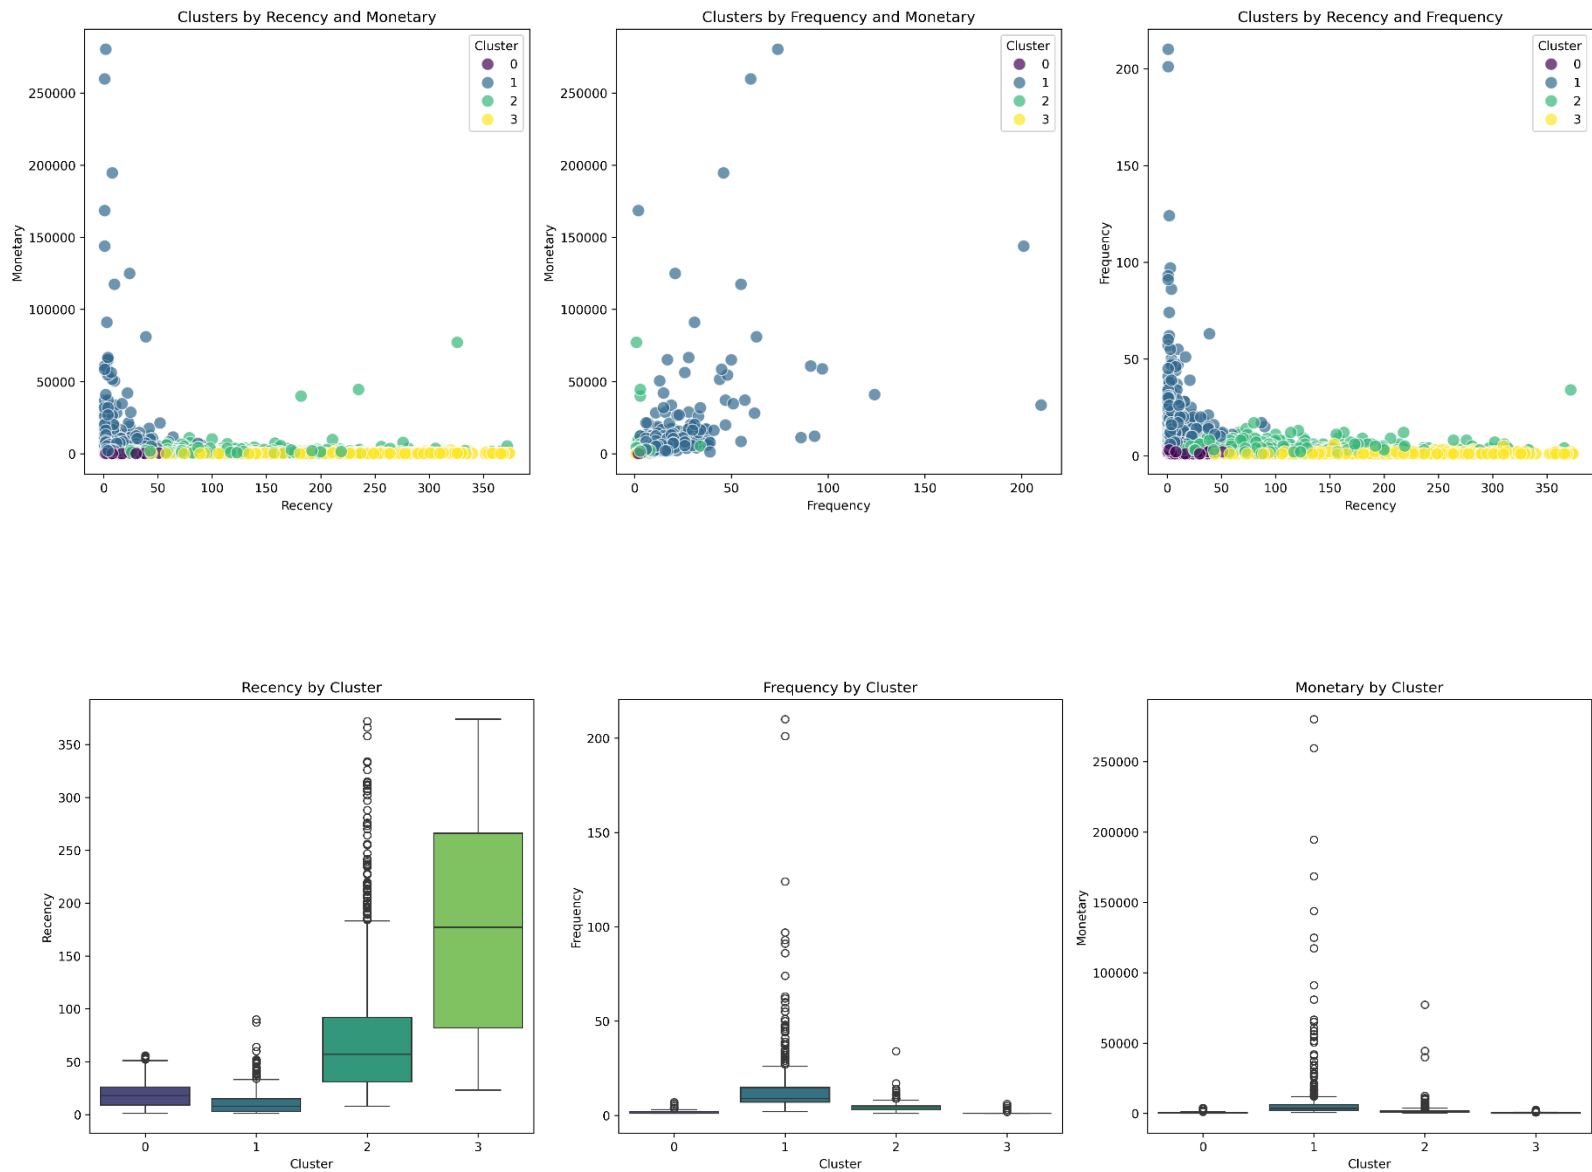 Clusters by Recency and Monetary
Cluster
0
1
2
3
250000
200000
150000
100000
50000
0
Monetary
0 50 100 150 200 250 300 350
Recency
Clusters by Frequency and Monetary
Cluster
0
1
2
3
250000
200000
150000
100000
50000
0
Monetary
0 50 100 150 200
Frequency
Clusters by Recency and Frequency
Cluster
0
1
2
3
200
150
100
50
0
Frequency
0 50 100 150 200 250 300 350
Recency
Recency by Cluster
350
300
250
200
150
100
50
0
Recency
0 1 2 3
Cluster
Frequency by Cluster
200
150
100
50
0
Frequency
0 1 2 3
Cluster
Monetary by Cluster
250000
200000
150000
100000
50000
0
Monetary
0 1 2 3
Cluster